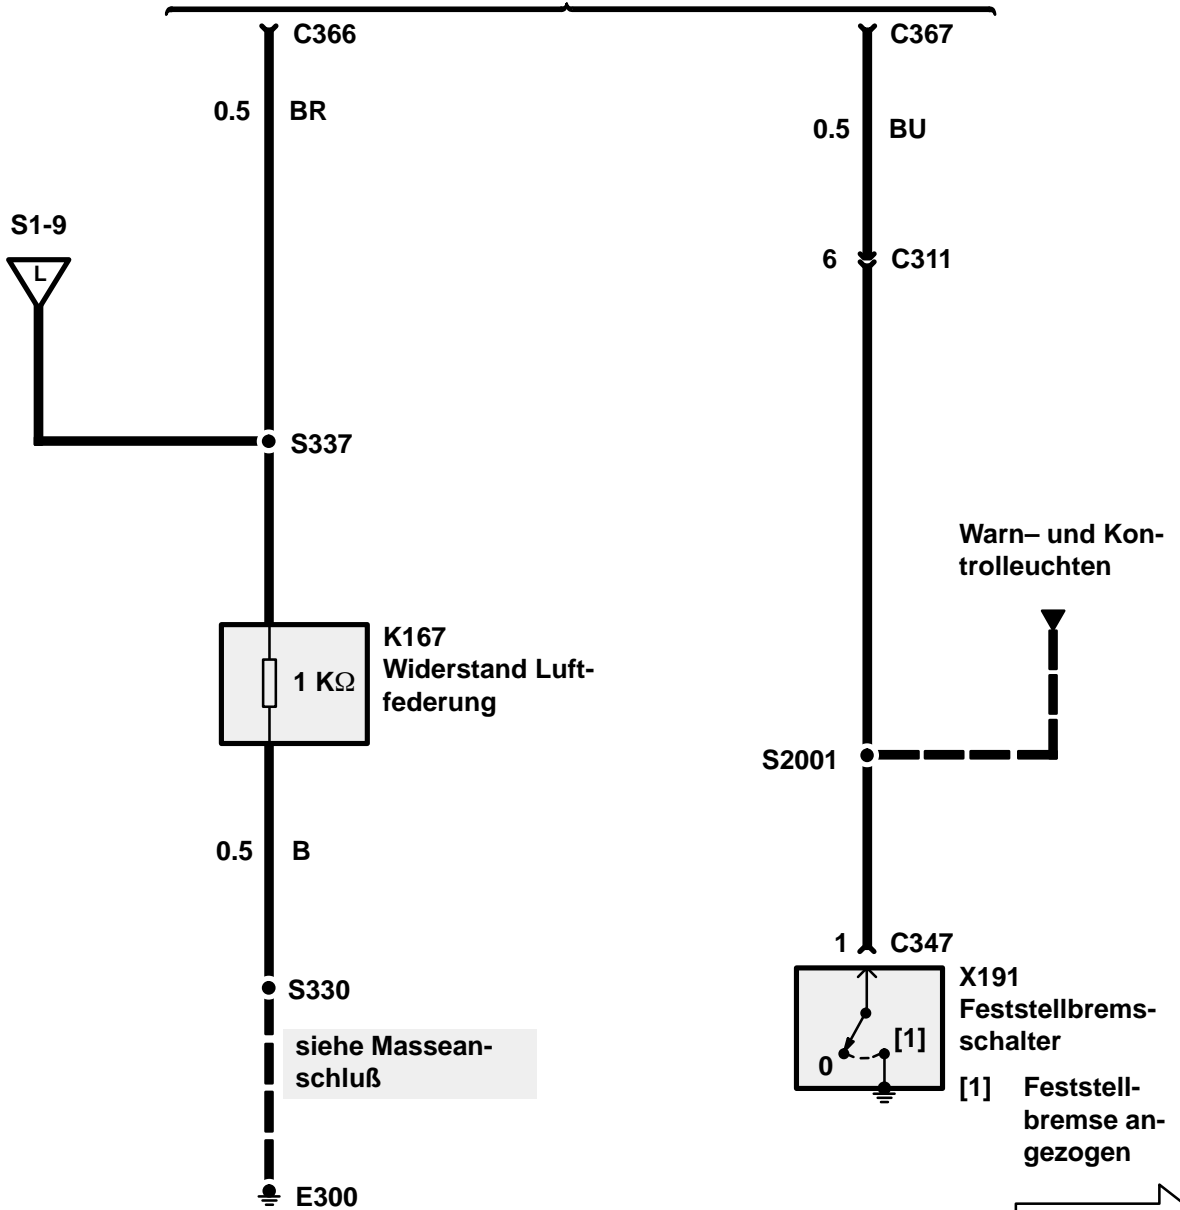 C366
C367
0.5 BR
0.5 BU
S1-9
L
6 C311
S337
Warn– und Kon-
trolleuchten
K167
Widerstand Luft-
federung
1 KΩ
S2001
0.5 B
1 C347
S330
X191
Feststellbrems-
schalter
[1]
0
siehe Massean-
schluß
[1] Feststell-
bremse an-
gezogen
E300